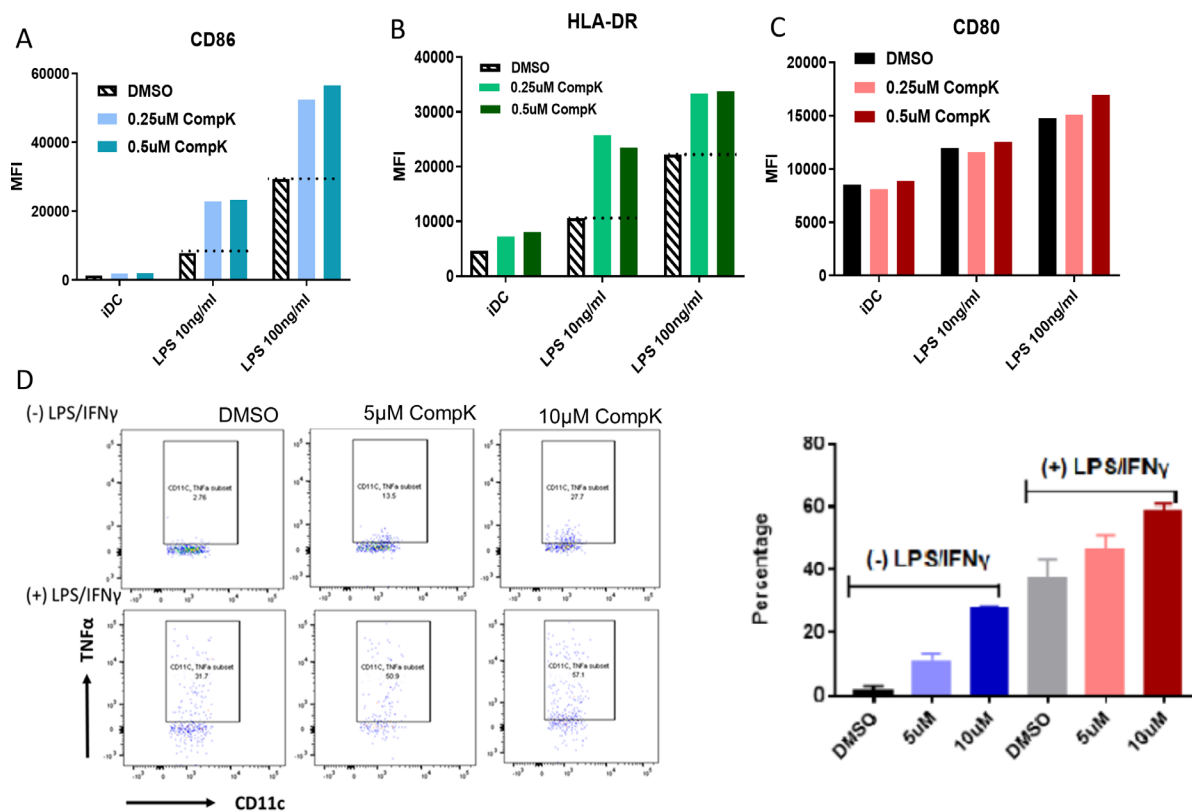 A
CD86
MFI
60000
40000
20000
0
DMSO
0.25uM CompK
0.5uM CompK
iDC
LPS 10ng/ml
LPS 100ng/ml
B
HLA-DR
MFI
40000
30000
20000
10000
0
DMSO
0.25uM CompK
0.5uM CompK
iDC
LPS 10ng/ml
LPS 100ng/ml
C
CD80
MFI
20000
15000
10000
5000
0
DMSO
0.25uM CompK
0.5uM CompK
iDC
LPS 10ng/ml
LPS 100ng/ml
D
(-) LPS/IFNγ
DMSO
5µM CompK
10µM CompK
CD11C, TNFa subset
2.76
CD11C, TNFa subset
13.5
CD11C, TNFa subset
27.7
(+) LPS/IFNγ
CD11C, TNFa subset
31.7
CD11C, TNFa subset
50.9
CD11C, TNFa subset
57.1
TNFα
CD11c
Percentage
80
60
40
20
0
(-) LPS/IFNγ
(+) LPS/IFNγ
DMSO
5uM
10uM
DMSO
5uM
10uM